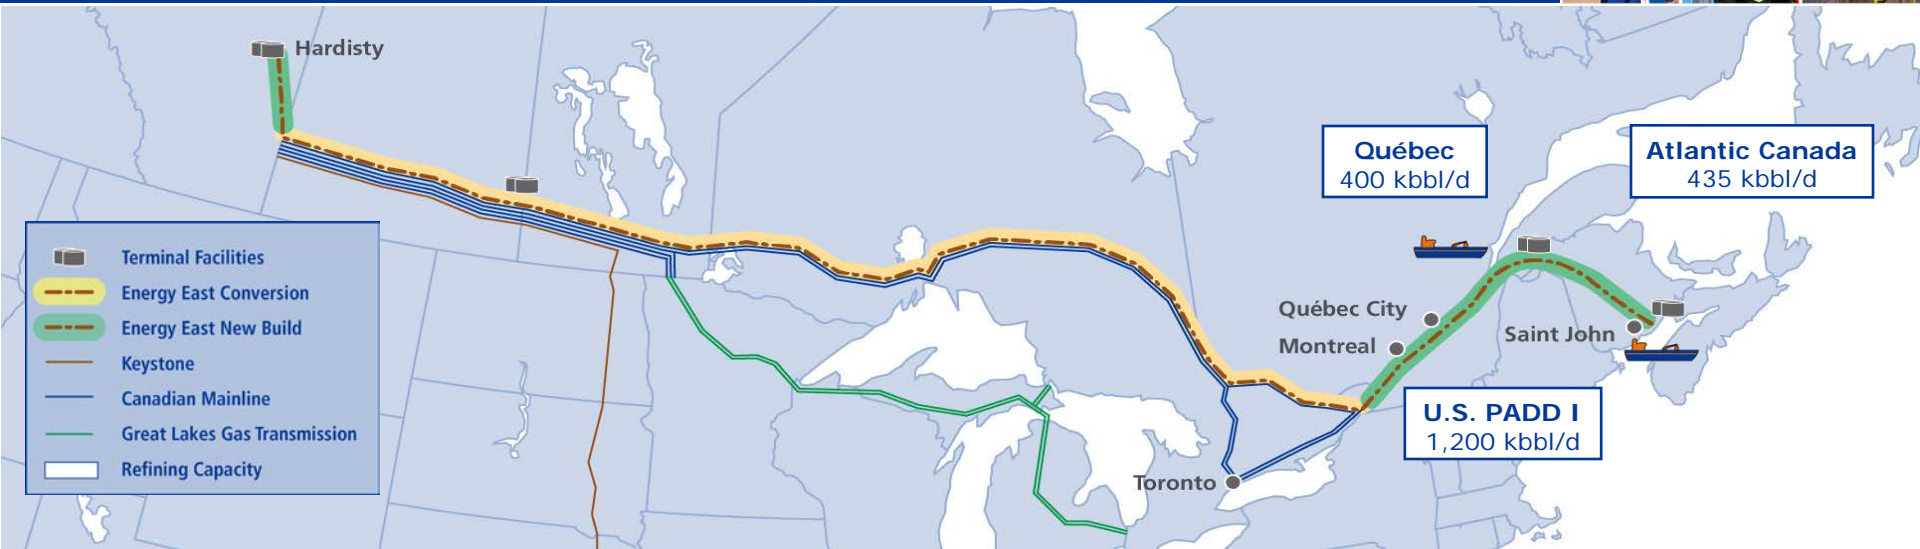 Hardisty
Québec
400 kbbl/d
Atlantic Canada
435 kbbl/d
Terminal Facilities
Energy East Conversion
Energy East New Build
Keystone
Canadian Mainline
Great Lakes Gas Transmission
Refining Capacity
Québec City
Montreal
Saint John
U.S. PADD I
1,200 kbbl/d
Toronto